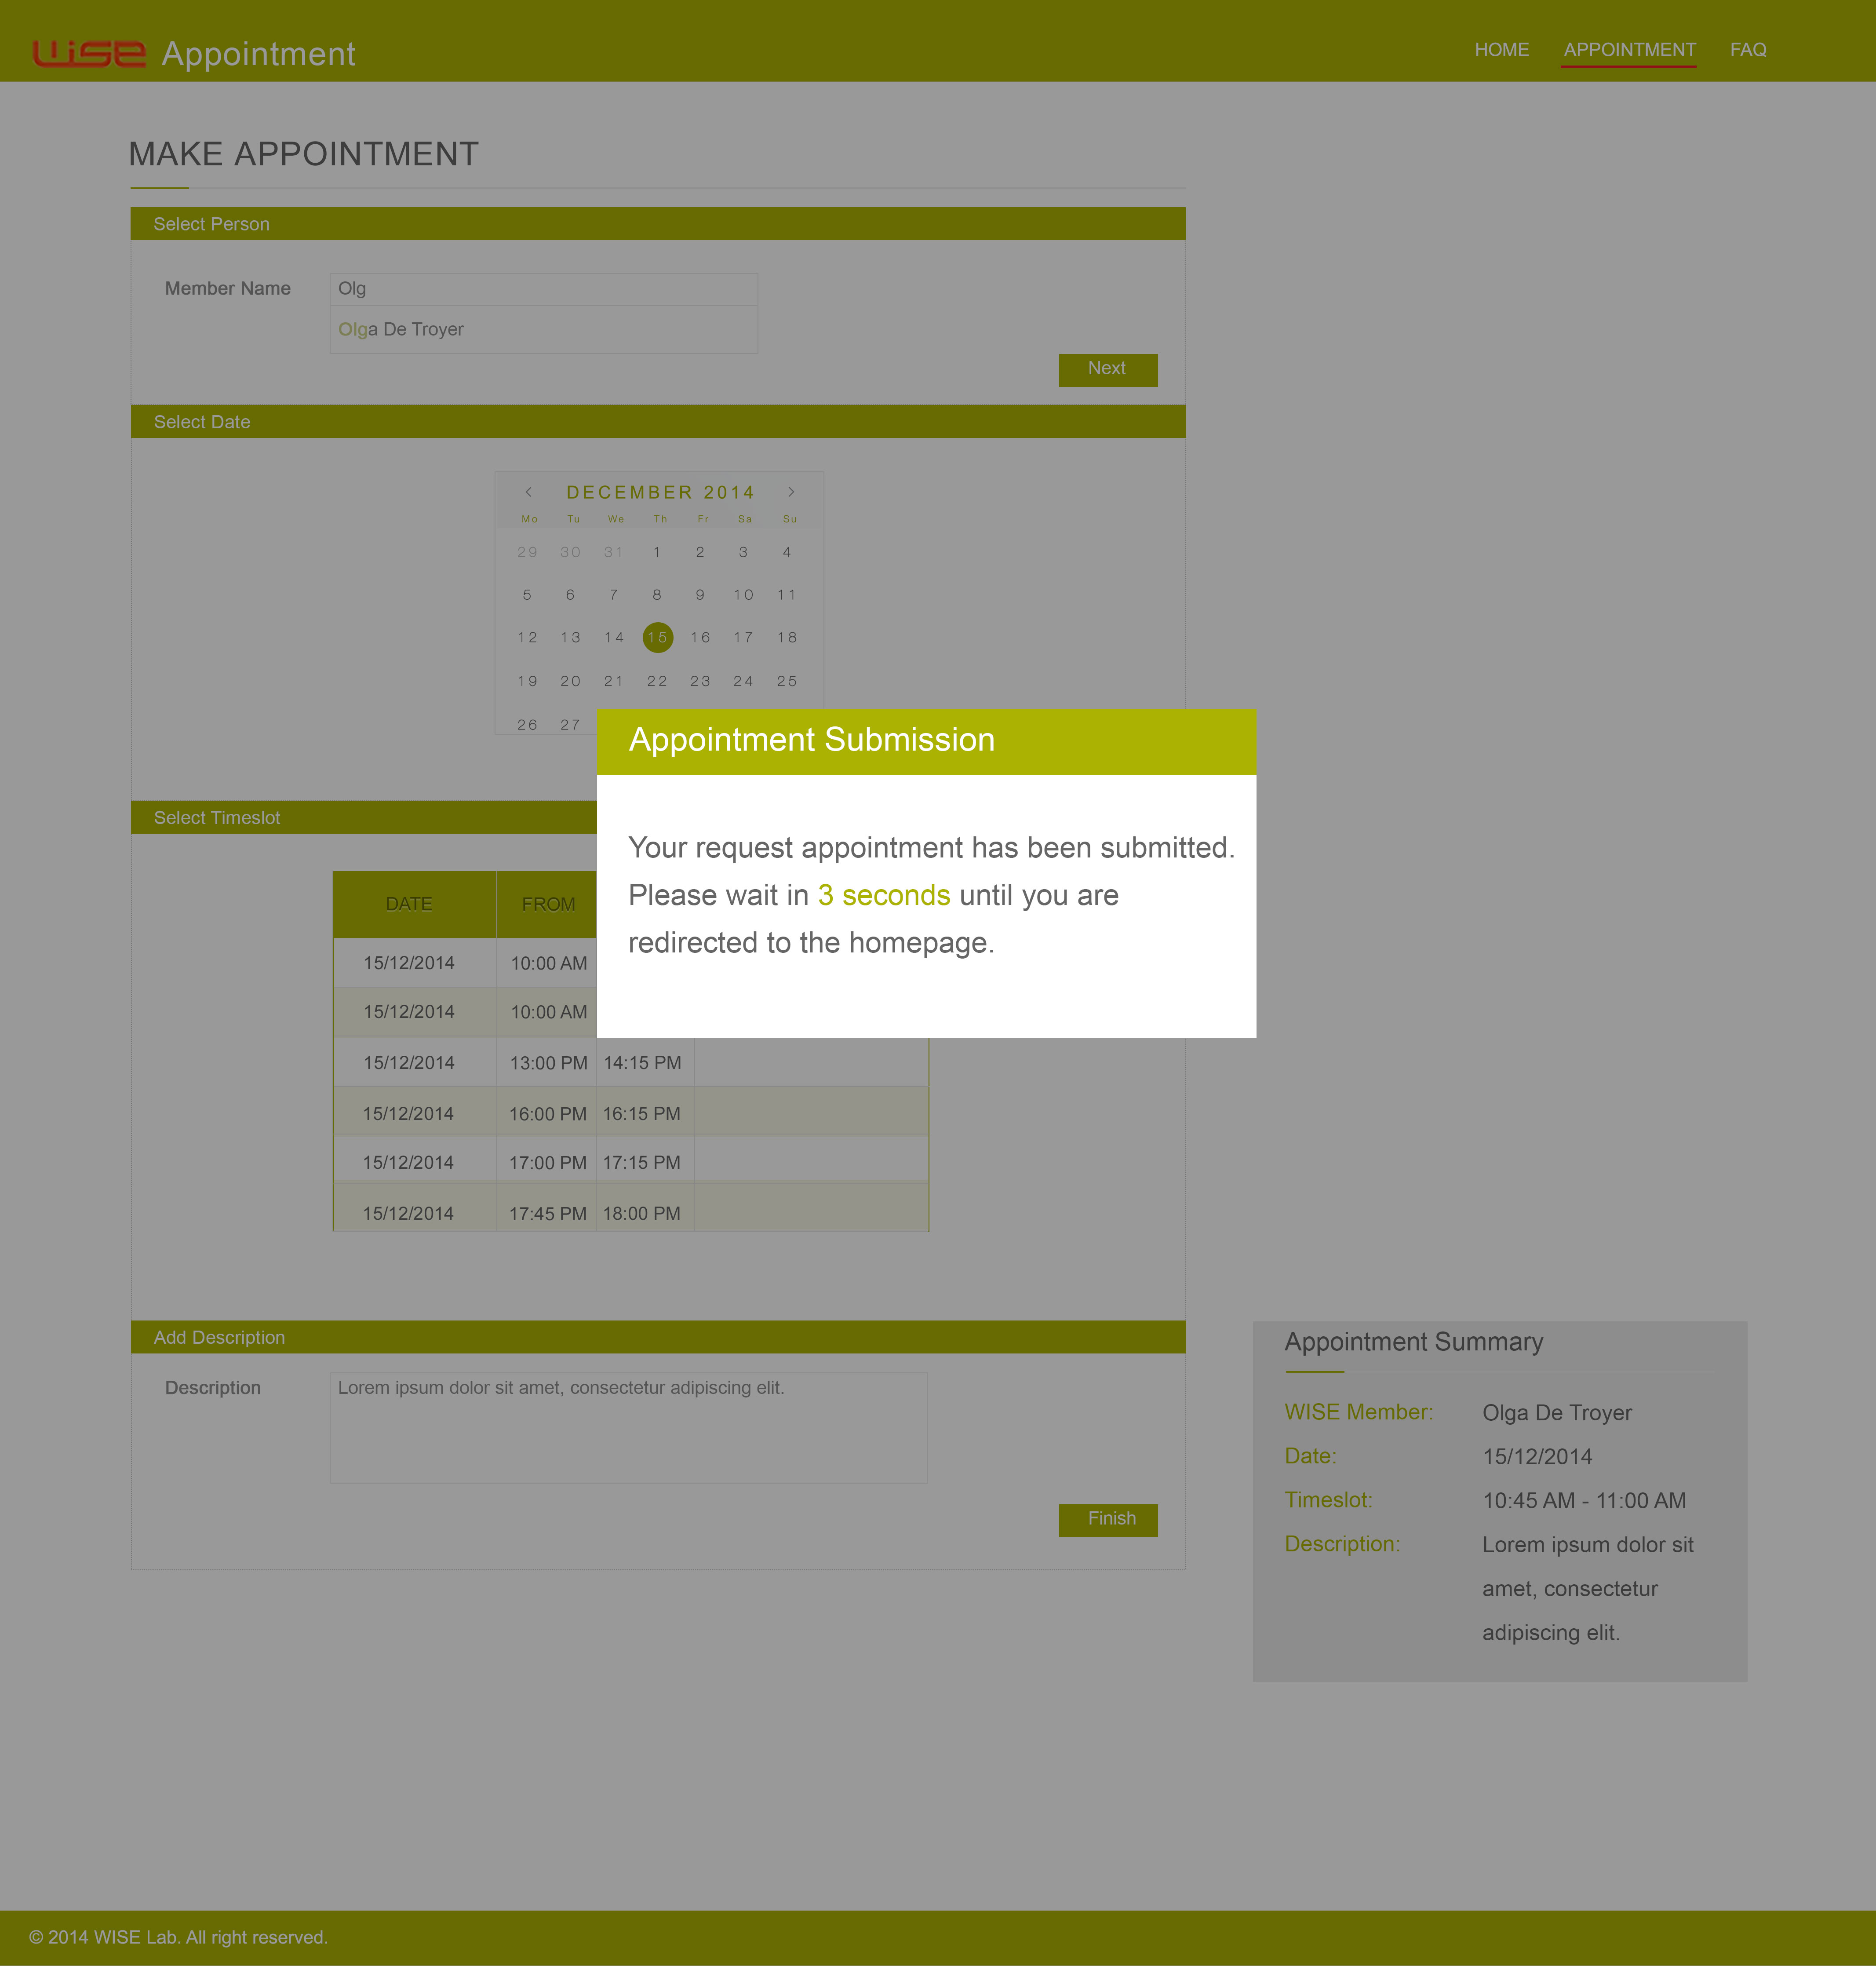 WiSE Appointment
HOME APPOINTMENT FAQ
MAKE APPOINTMENT
Select Person
Member Name Olg
Olga De Troyer
Next
Select Date
DECEMBER 2014
Mo Tu We Th Fr Sa Su
29 30 31 1 2 3 4
5 6 7 8 9 10 11
12 13 14 15 16 17 18
19 20 21 22 23 24 25
26 27
Appointment Submission
Your request appointment has been submitted.
Please wait in 3 seconds until you are
redirected to the homepage.
Select Timeslot
DATE FROM
15/12/2014 10:00 AM
15/12/2014 10:00 AM
15/12/2014 13:00 PM 14:15 PM
15/12/2014 16:00 PM 16:15 PM
15/12/2014 17:00 PM 17:15 PM
15/12/2014 17:45 PM 18:00 PM
Add Description
Description Lorem ipsum dolor sit amet, consectetur adipiscing elit.
Finish
Appointment Summary
WISE Member: Olga De Troyer
Date: 15/12/2014
Timeslot: 10:45 AM - 11:00 AM
Description: Lorem ipsum dolor sit
amet, consectetur
adipiscing elit.
© 2014 WISE Lab. All right reserved.